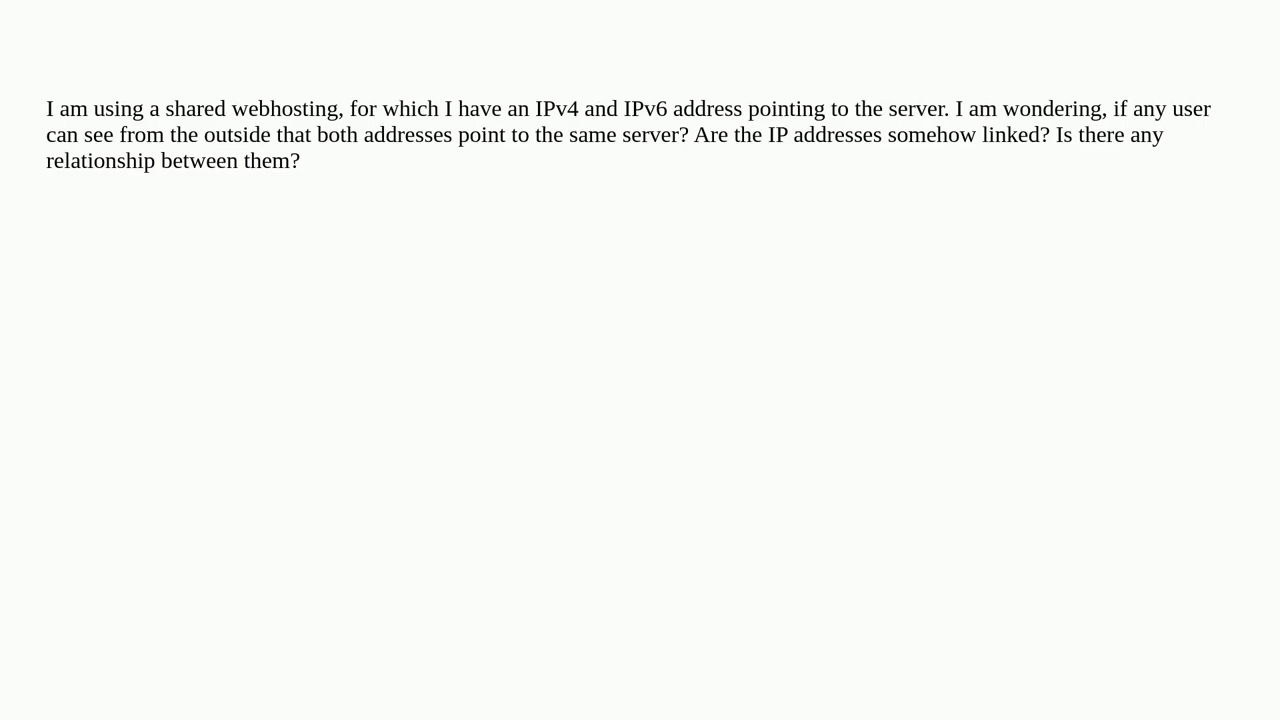 I am using a shared webhosting, for which I have an IPv4 and IPv6 address pointing to the server. I am wondering, if any user
can see from the outside that both addresses point to the same server? Are the IP addresses somehow linked? Is there any
relationship between them?